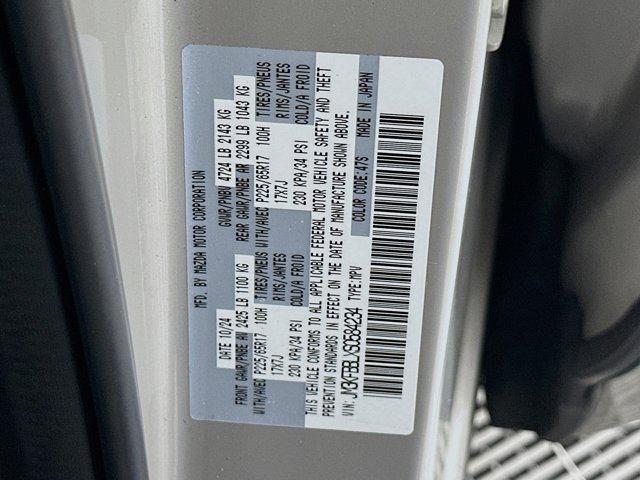 MFD. BY MAZDA MOTOR CORPORATION
DATE 10/24 GVWR/PNBV 4724 LB 2143 KG
FRONT GAWR/PNBE AV 2425 LB 1100 KG REAR GAWR/PNBE AR 2299 LB 1043 KG
WITH/AVEC P225/65R17 100H TIRES/PNEUS WITH/AVEC P225/65R17 100H TIRES/PNEUS
17X7J RIMS/JANTES 17X7J RIMS/JANTES
230 KPA/34 PSI COLD/A FROID 230 KPA/34 PSI COLD/A FROID
THIS VEHICLE CONFORMS TO ALL APPLICABLE FEDERAL MOTOR VEHICLE SAFETY AND THEFT
PREVENTION STANDARDS IN EFFECT ON THE DATE OF MANUFACTURE SHOWN ABOVE.
VIN: TYPE:MPV COLOR CODE:47S MADE IN JAPAN